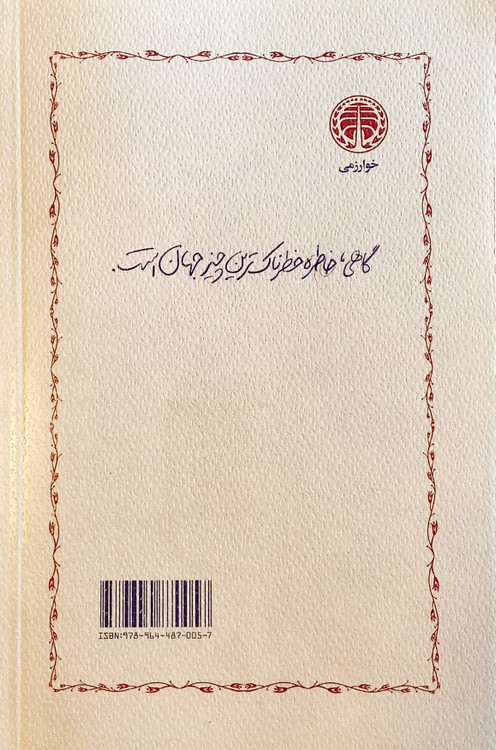 خوارزمی
گاهی، خاطره خطرناک‌ترین چیز جهان است.
ISBN:978-964-487-005-7